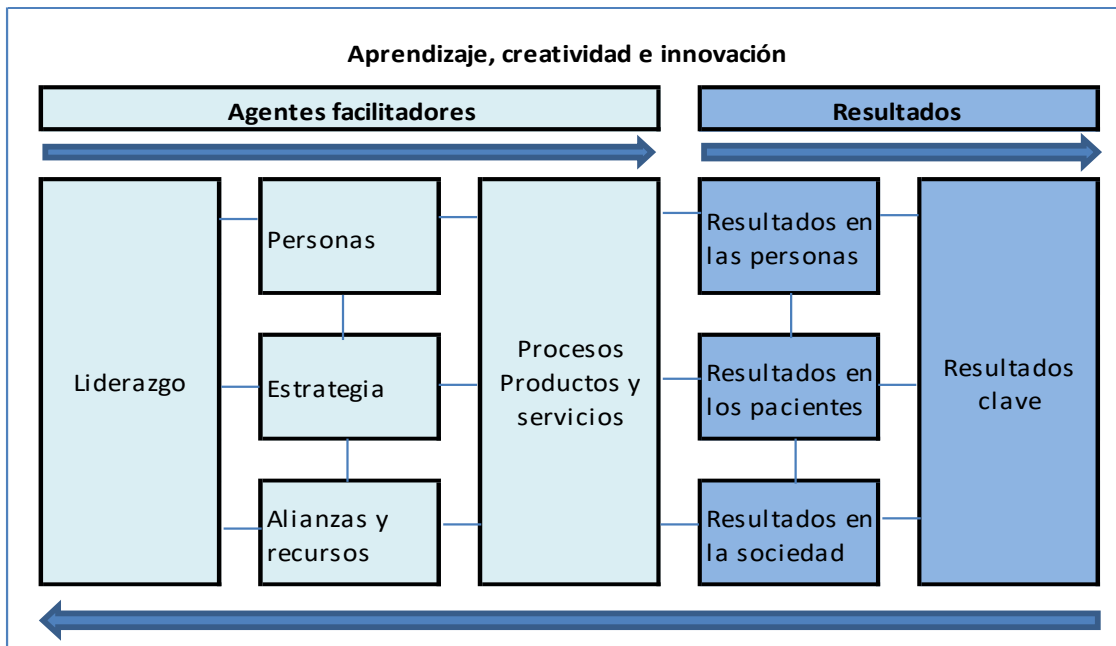 Aprendizaje, creatividad e innovación
Agentes facilitadores
Resultados
Liderazgo
Personas
Estrategia
Alianzas y
recursos
Procesos
Productos y
servicios
Resultados en
las personas
Resultados en
los pacientes
Resultados en
la sociedad
Resultados
clave